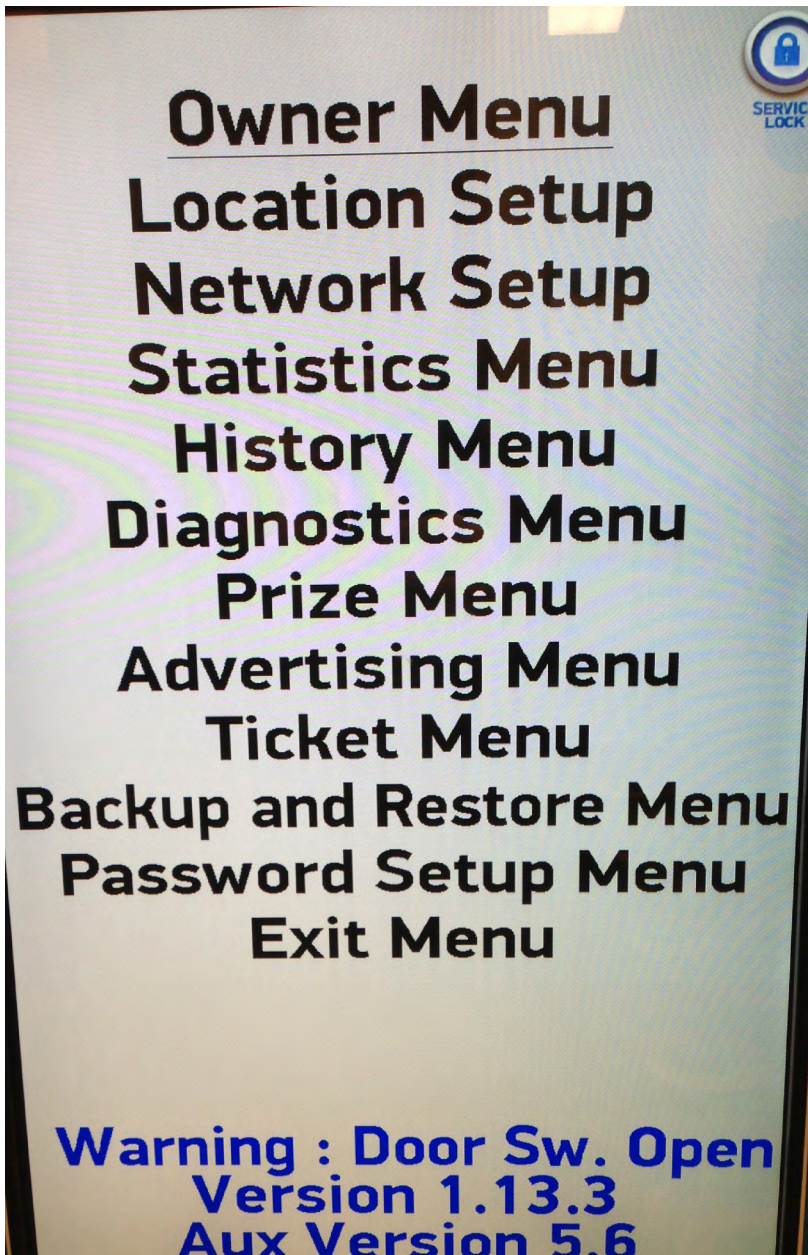 SERVIC
LOCK
Owner Menu
Location Setup
Network Setup
Statistics Menu
History Menu
Diagnostics Menu
Prize Menu
Advertising Menu
Ticket Menu
Backup and Restore Menu
Password Setup Menu
Exit Menu
Warning : Door Sw. Open
Version 1.13.3
Aux Version 5.6